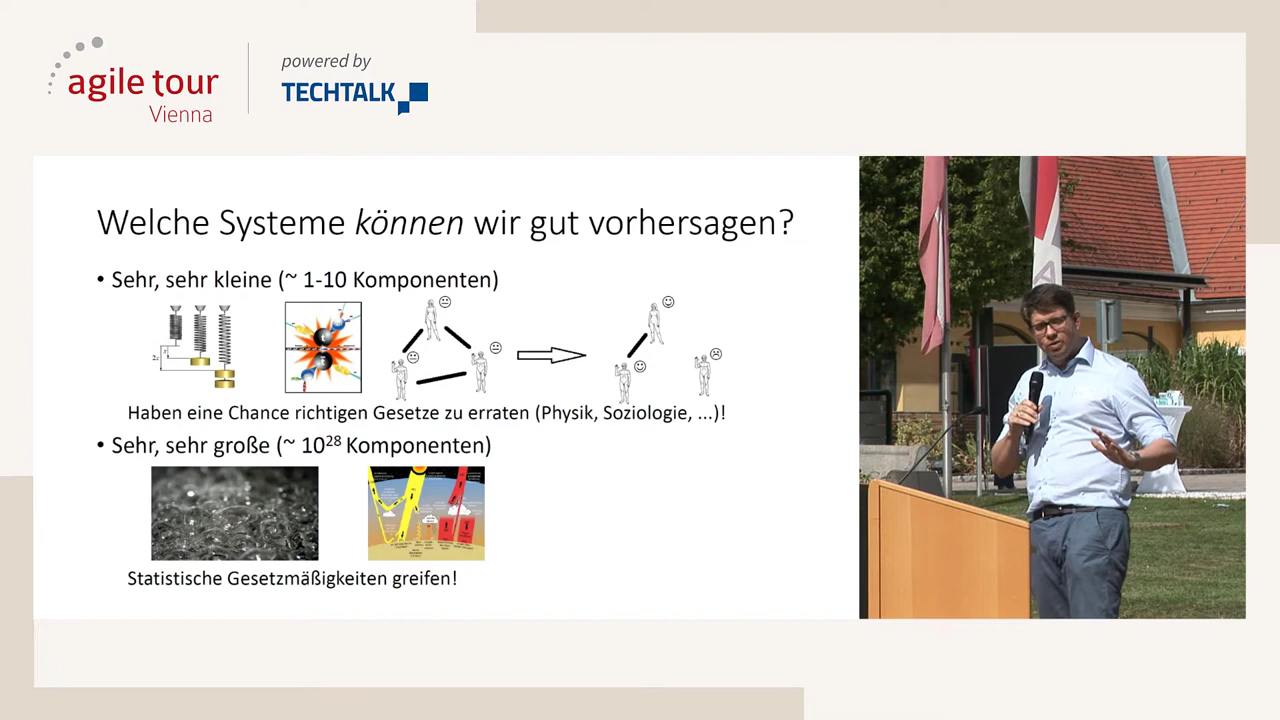 agile tour
Vienna
powered by
TECHTALK
Welche Systeme können wir gut vorhersagen?
• Sehr, sehr kleine (~ 1-10 Komponenten)
Haben eine Chance richtigen Gesetze zu erraten (Physik, Soziologie, ...)!
• Sehr, sehr große (~ 10²⁸ Komponenten)
Statistische Gesetzmäßigkeiten greifen!